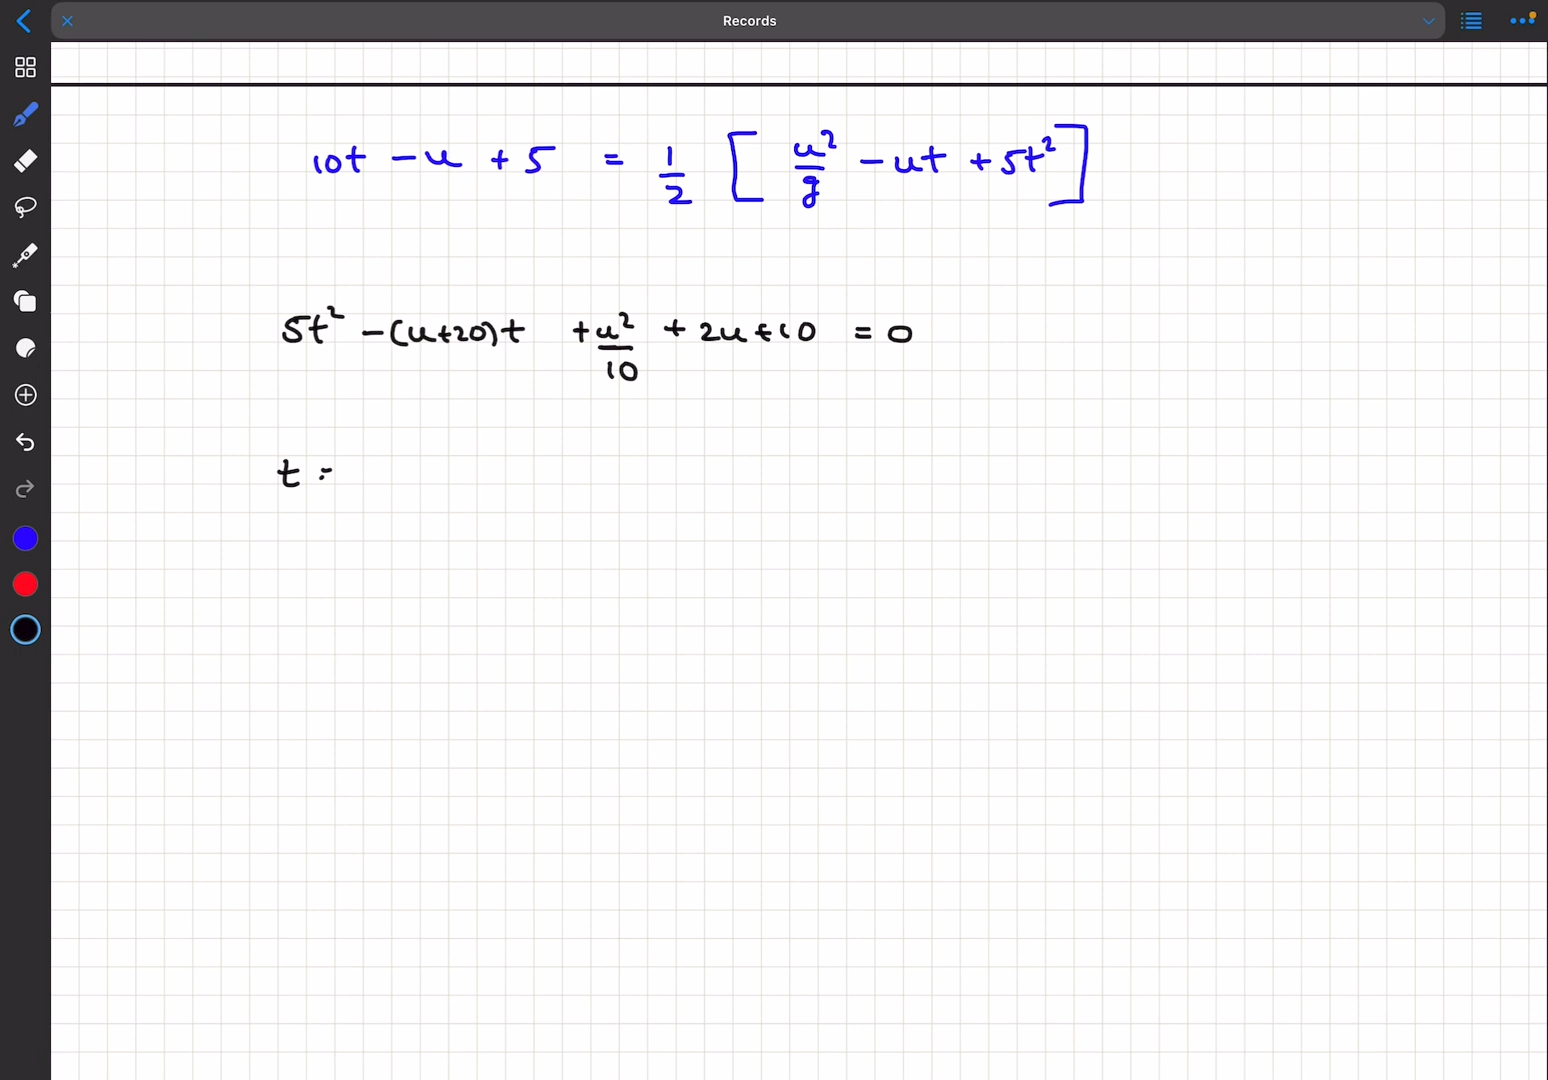 Records
10t - u + 5 = 1/2 [ u²/g - ut + 5t² ]
5t² - (u+20)t + u²/10 + 2u + 10 = 0
t =